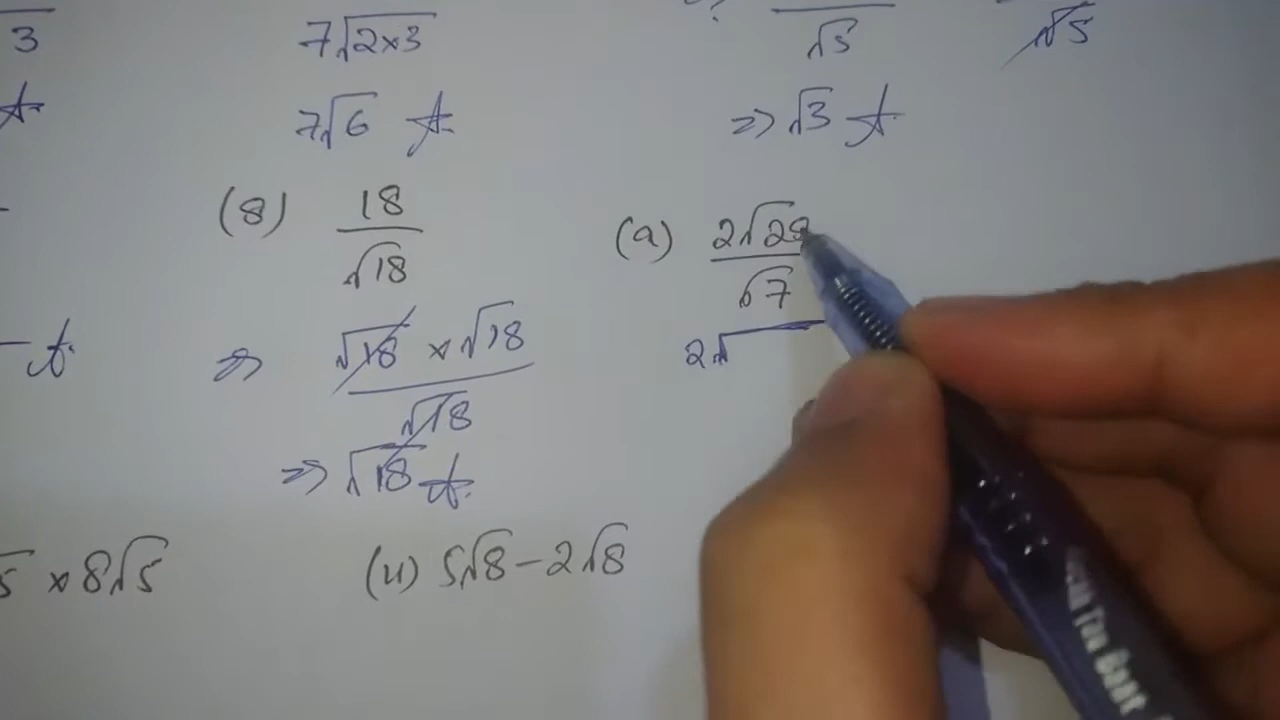 3
7√2×3
√5
√5
7√6 A.
⇒ √3 A.
(8) 18/√18
(9) 2√28/√7
⇒ √18 × √18/√18
2√
⇒ √18 A.
5 × 8√5
(11) 5√8 - 2√8